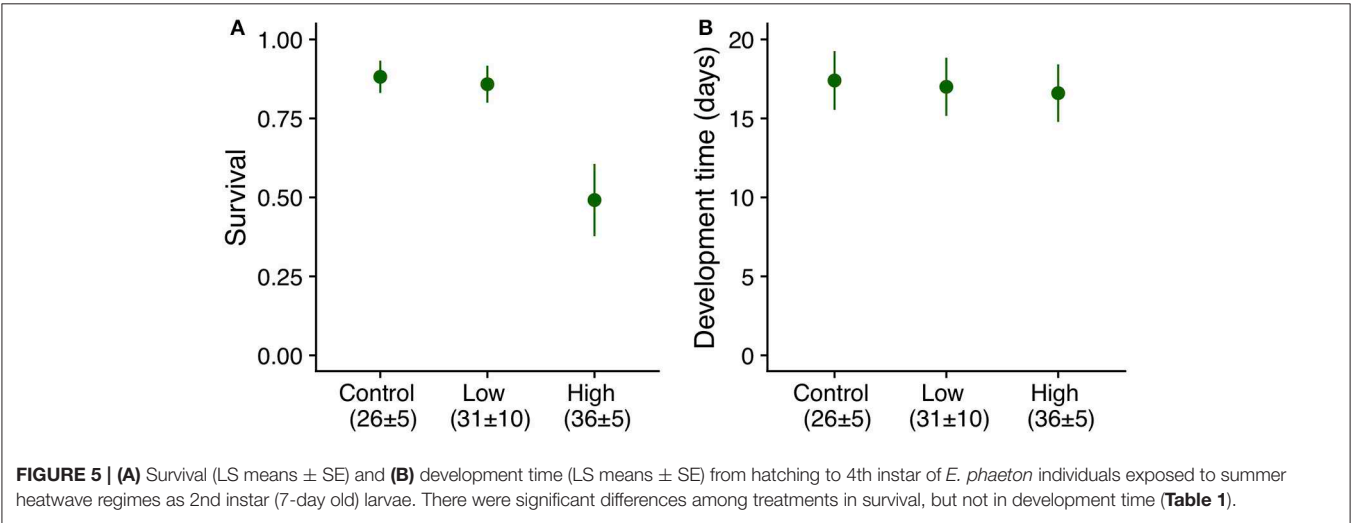 A
1.00
0.75
0.50
0.25
0.00
Survival
Control
(26±5)
Low
(31±10)
High
(36±5)
B
20
15
10
5
0
Development time (days)
Control
(26±5)
Low
(31±10)
High
(36±5)
FIGURE 5 | (A) Survival (LS means ± SE) and (B) development time (LS means ± SE) from hatching to 4th instar of E. phaeton individuals exposed to summer
heatwave regimes as 2nd instar (7-day old) larvae. There were significant differences among treatments in survival, but not in development time (Table 1).